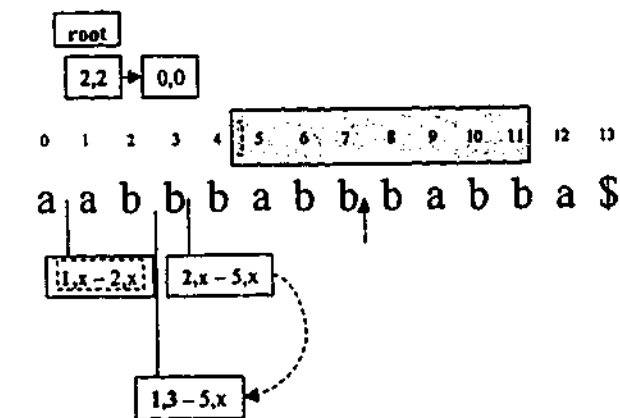 root
2,2 0,0
0 1 2 3 4 5 6 7 8 9 10 11 12 13
a a b b b a b b b a b b a $
1,x – 2,x 2,x – 5,x
1,3 – 5,x